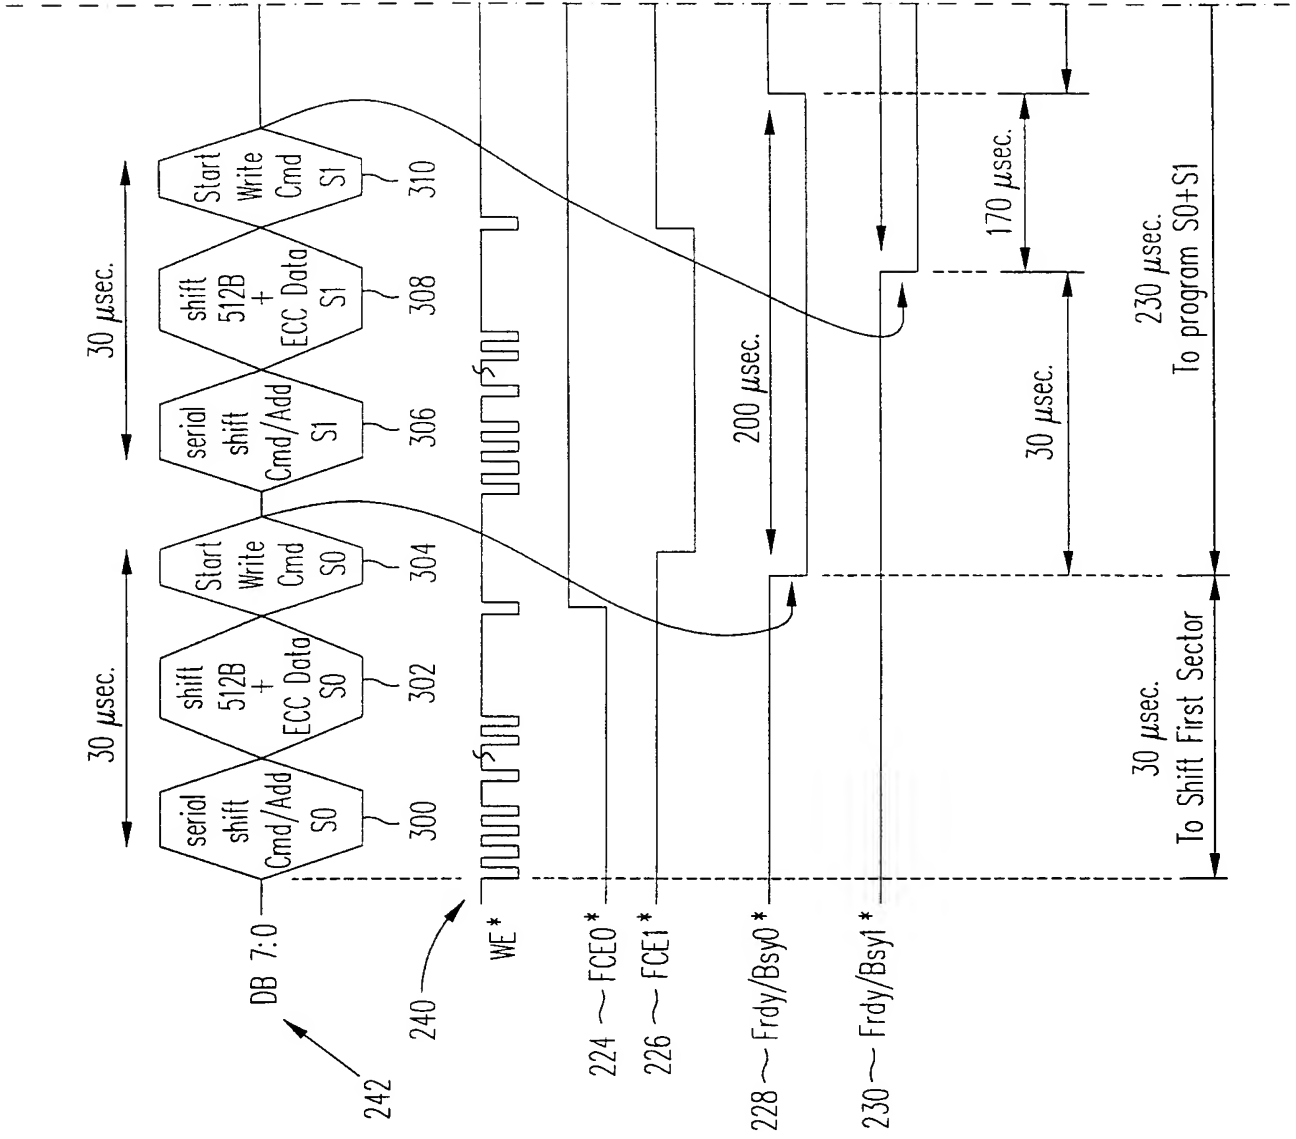 30 μsec.
30 μsec.
serial
shift
Cmd/Add
S0
shift
512B
+
ECC Data
S0
Start
Write
Cmd
S0
serial
shift
Cmd/Add
S1
shift
512B
+
ECC Data
S1
Start
Write
Cmd
S1
DB 7:0
242
300
302
304
306
308
310
240
WE*
224 FCE0*
226 FCE1*
228 Frdy/Bsy0*
200 μsec.
230 Frdy/Bsy1*
170 μsec.
30 μsec.
30 μsec.
To Shift First Sector
230 μsec.
To program S0+S1